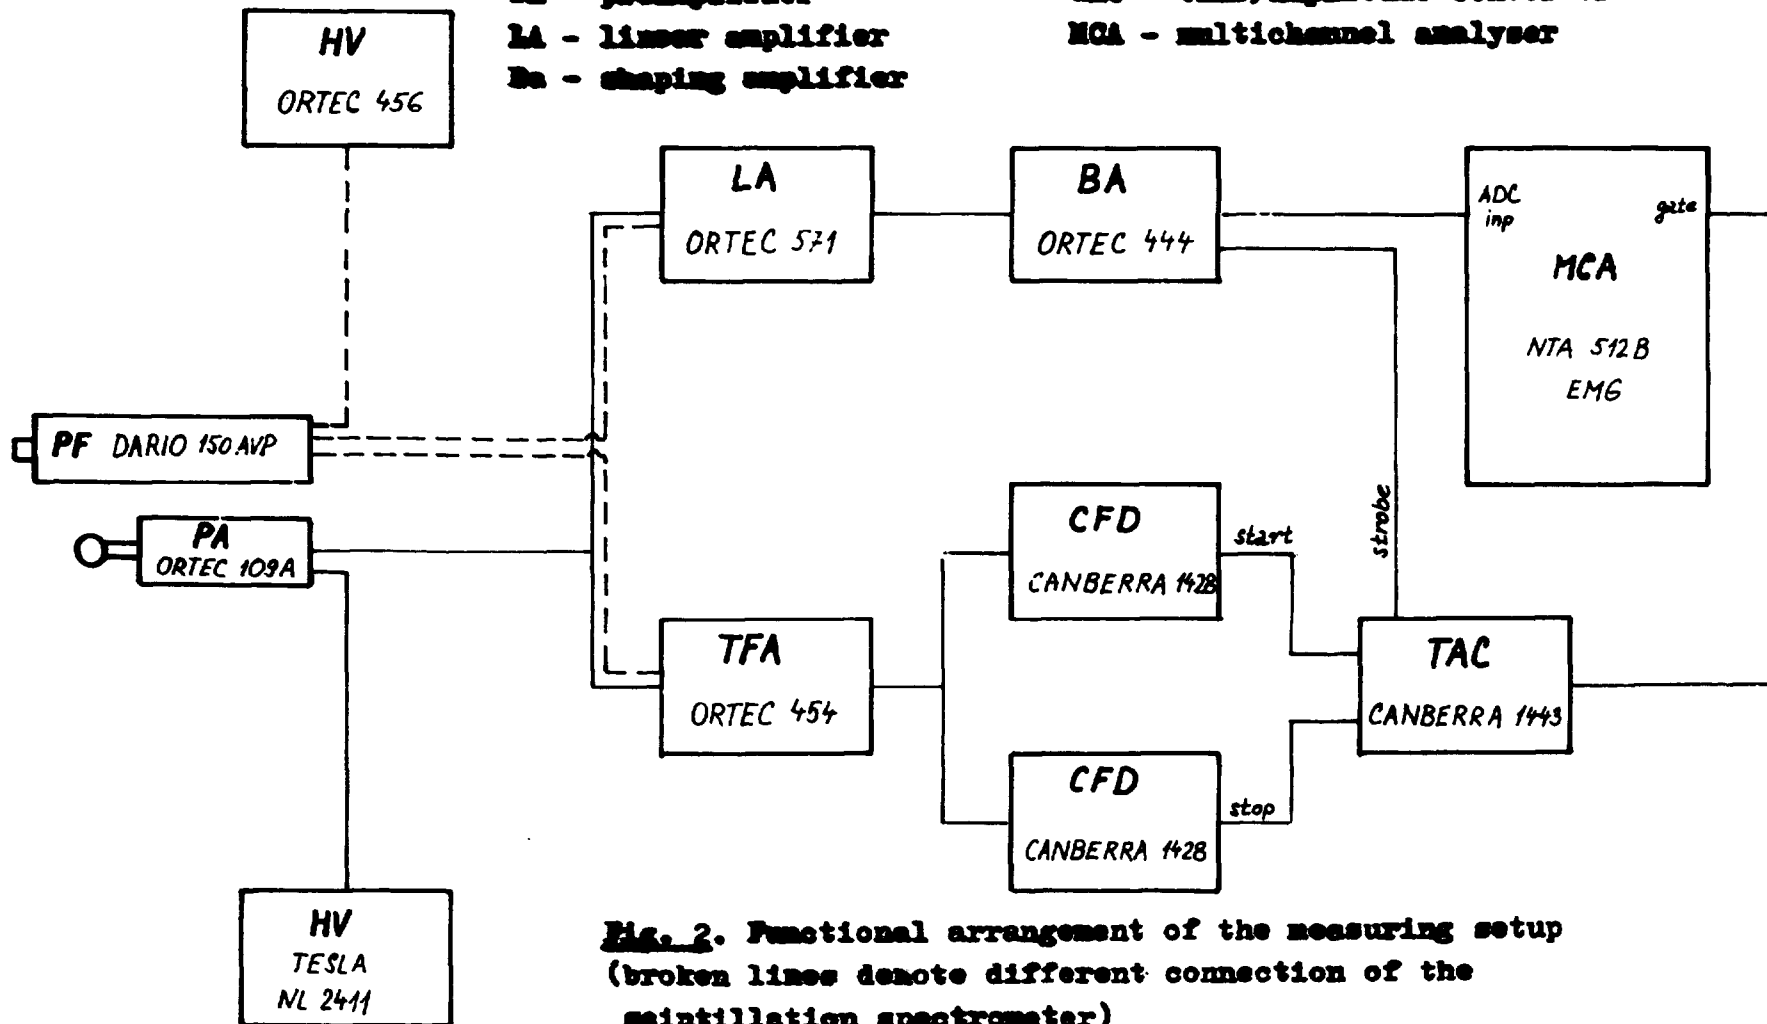 LA - linear amplifier
MCA - multichannel analyser
Ba - shaping amplifier
HV
ORTEC 456
LA
ORTEC 571
BA
ORTEC 444
ADC
inp
gate
MCA
NTA 512B
EMG
PF DARIO 150 AVP
PA
ORTEC 109A
CFD
CANBERRA 1428
start
strobe
TFA
ORTEC 454
TAC
CANBERRA 1443
CFD
CANBERRA 1428
stop
HV
TESLA
NL 2411
Fig. 2. Functional arrangement of the measuring setup
(broken lines denote different connection of the
scintillation spectrometer)